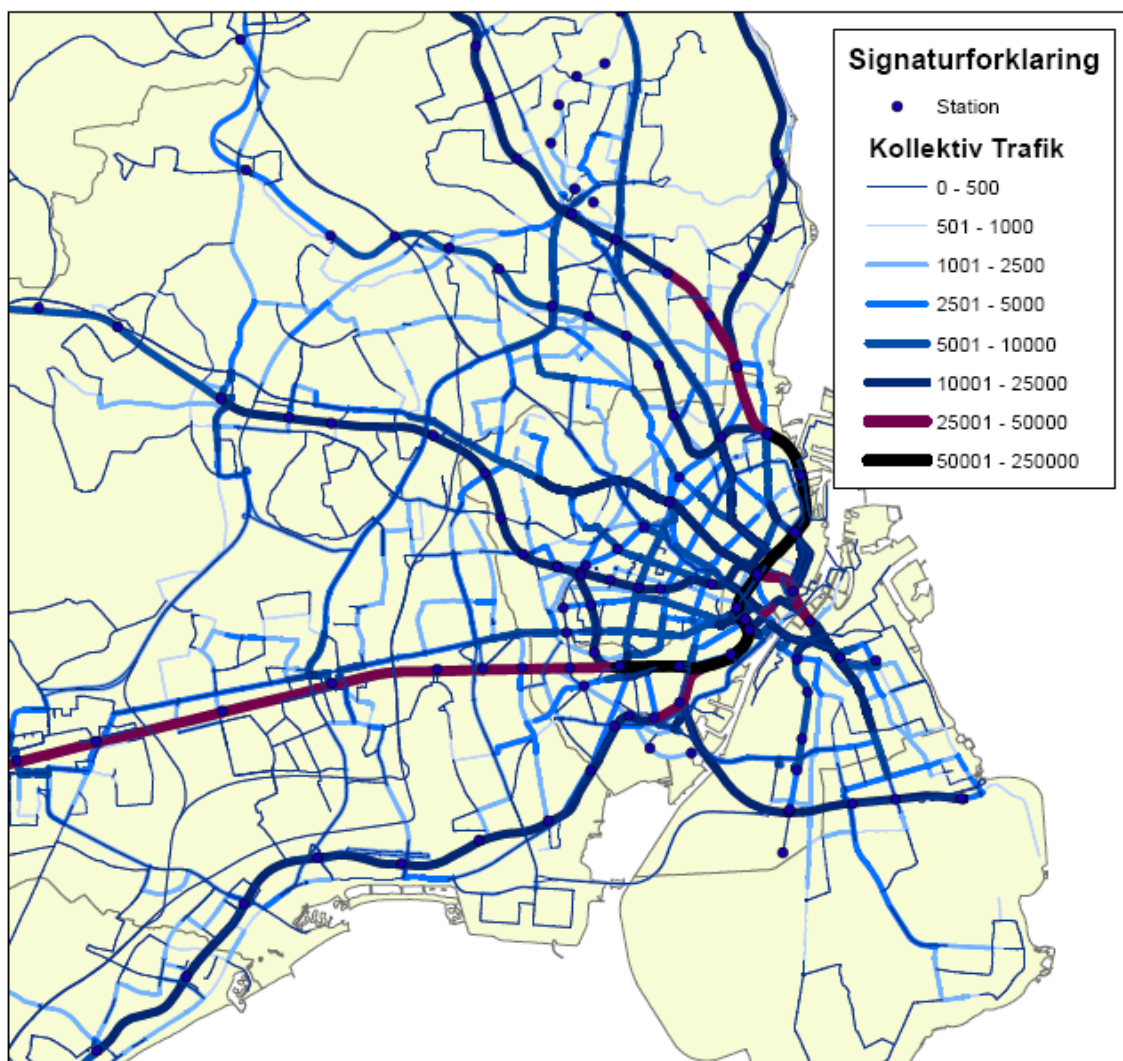 Signaturforklaring
Station
Kollektiv Trafik
0 - 500
501 - 1000
1001 - 2500
2501 - 5000
5001 - 10000
10001 - 25000
25001 - 50000
50001 - 250000